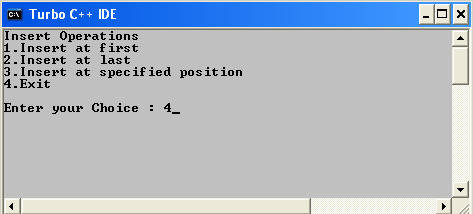 Turbo C++ IDE
Insert Operations
1.Insert at first
2.Insert at last
3.Insert at specified position
4.Exit
Enter your Choice : 4_